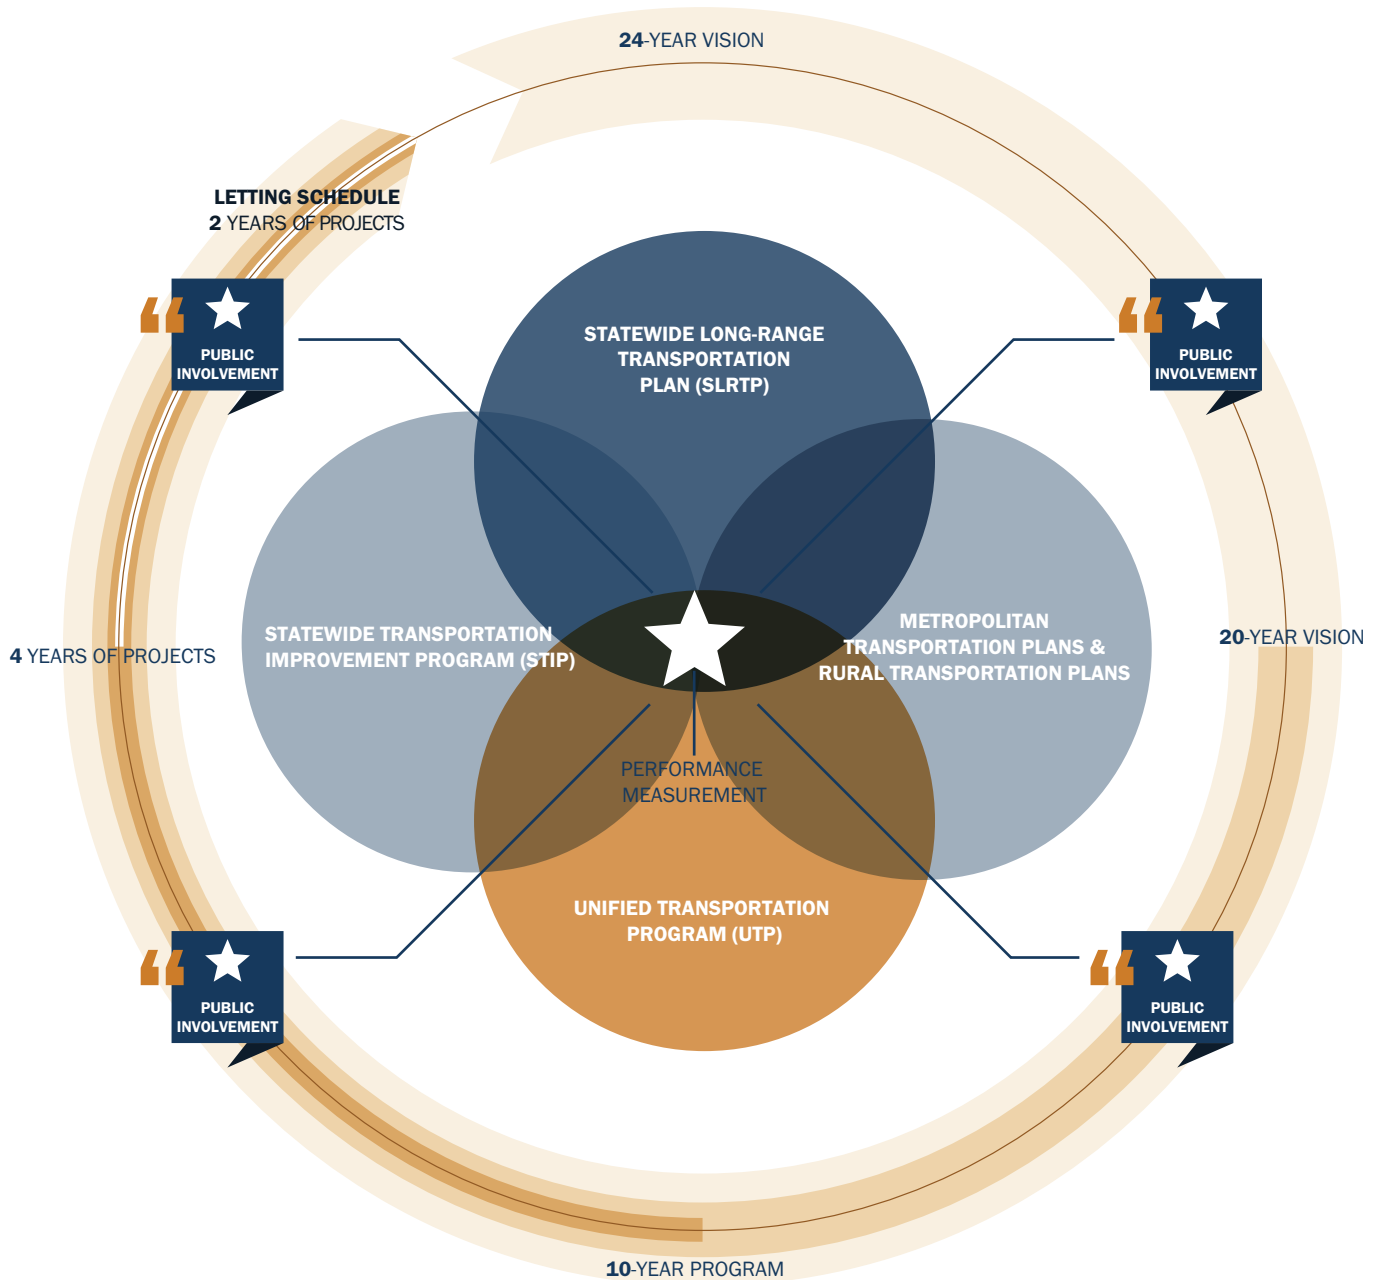 24-YEAR VISION
LETTING SCHEDULE
2 YEARS OF PROJECTS
“
PUBLIC
INVOLVEMENT
“
PUBLIC
INVOLVEMENT
STATEWIDE LONG-RANGE
TRANSPORTATION
PLAN (SLRTP)
4 YEARS OF PROJECTS
STATEWIDE TRANSPORTATION
IMPROVEMENT PROGRAM (STIP)
METROPOLITAN
TRANSPORTATION PLANS &
RURAL TRANSPORTATION PLANS
20-YEAR VISION
PERFORMANCE
MEASUREMENT
UNIFIED TRANSPORTATION
PROGRAM (UTP)
“
PUBLIC
INVOLVEMENT
“
PUBLIC
INVOLVEMENT
10-YEAR PROGRAM